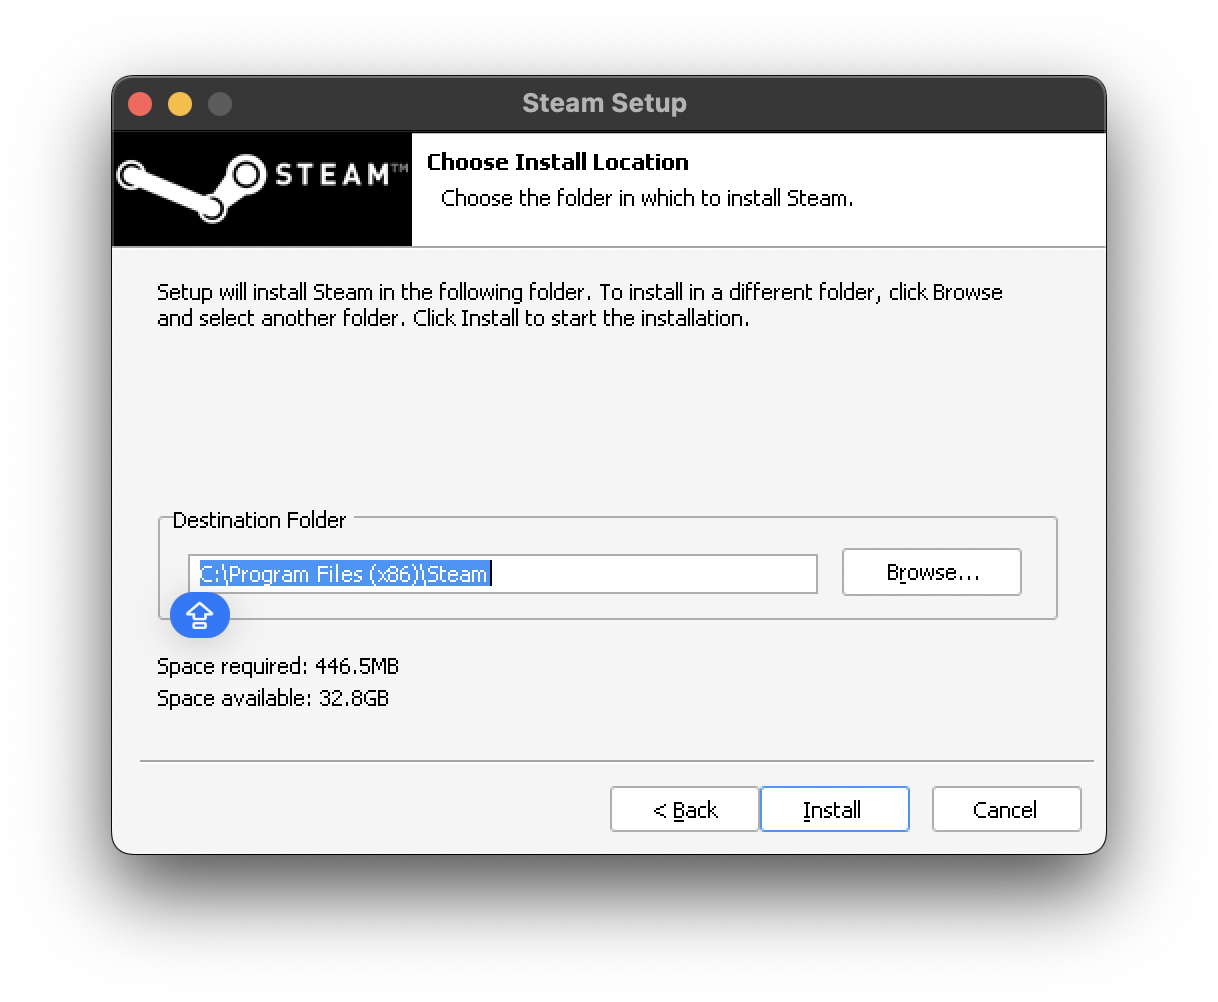 Steam Setup
STEAM™
Choose Install Location
Choose the folder in which to install Steam.
Setup will install Steam in the following folder. To install in a different folder, click Browse
and select another folder. Click Install to start the installation.
Destination Folder
C:\Program Files (x86)\Steam
Browse...
Space required: 446.5MB
Space available: 32.8GB
< Back
Install
Cancel